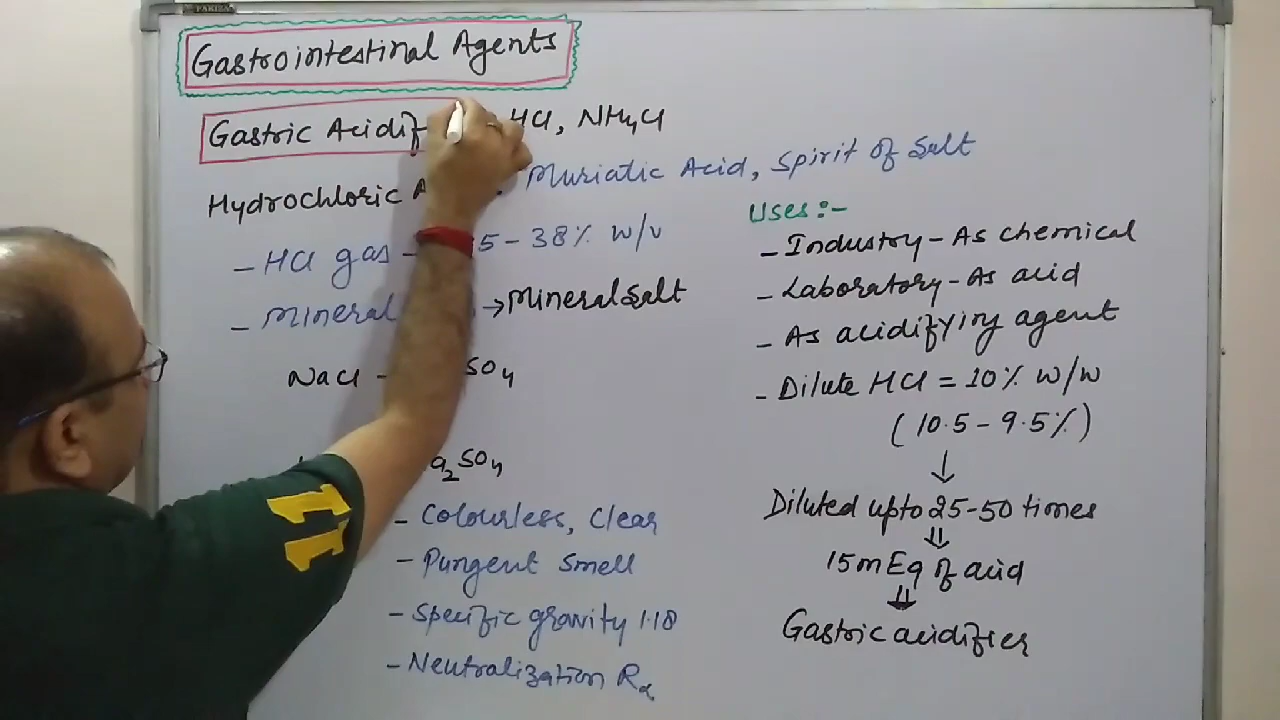 Gastrointestinal Agents
Gastric Acidif HCl, NH4Cl
Hydrochloric Muriatic Acid, Spirit of Salt
- HCl gas - 5 - 38% w/v
- Mineral → Mineral Salt
NaCl - SO4
SO4
- Colourless, Clear
- Pungent Smell
- Specific gravity 1.18
- Neutralization Rx
Uses :-
- Industry - As chemical
- Laboratory - As acid
- As acidifying agent
- Dilute HCl = 10% w/w
(10.5 - 9.5%)
↓
Diluted upto 25-50 times
⇓
15mEq of acid
⇓
Gastric acidifier